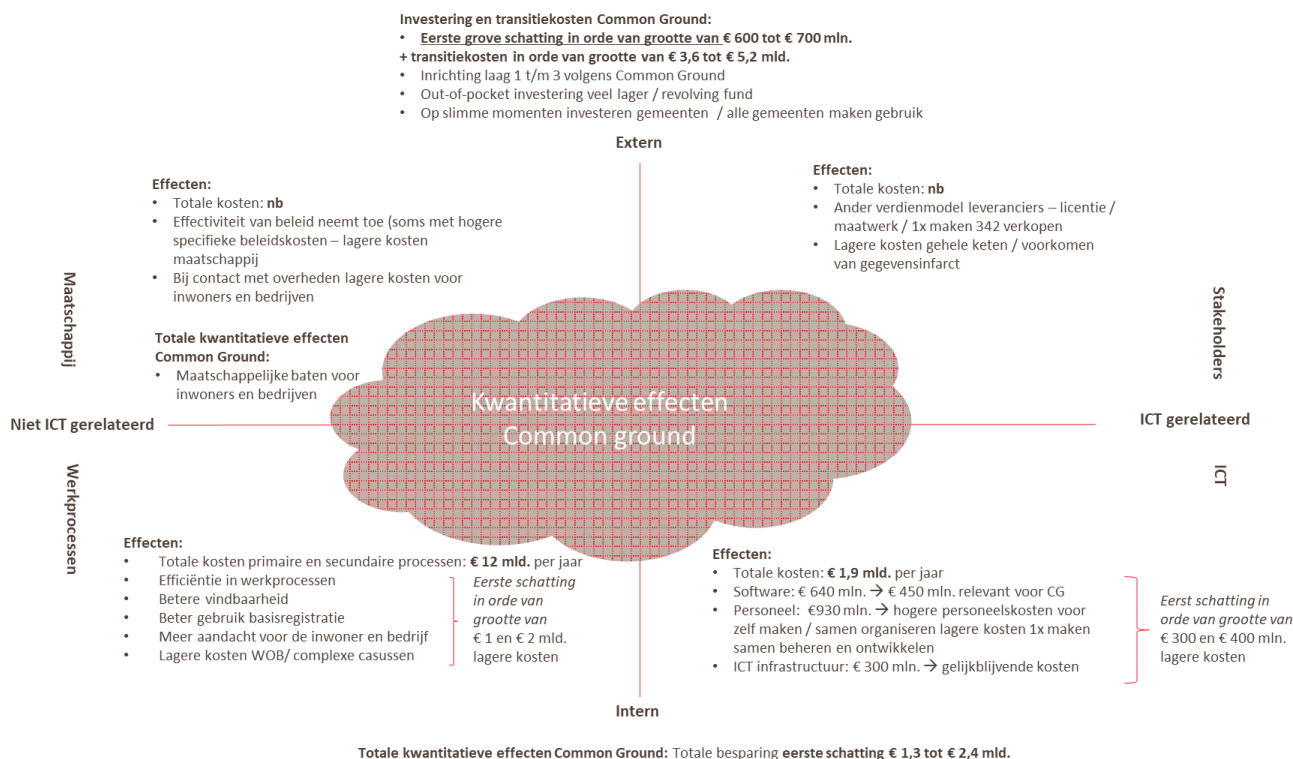 Investering en transitiekosten Common Ground:
• Eerste grove schatting in orde van grootte van € 600 tot € 700 mln.
+ transitiekosten in orde van grootte van € 3,6 tot € 5,2 mld.
• Inrichting laag 1 t/m 3 volgens Common Ground
• Out-of-pocket investering veel lager / revolving fund
• Op slimme momenten investeren gemeenten / alle gemeenten maken gebruik
Extern
Effecten:
• Totale kosten: nb
• Effectiviteit van beleid neemt toe (soms met hogere
specifieke beleidskosten – lagere kosten
maatschappij
• Bij contact met overheden lagere kosten voor
inwoners en bedrijven
Effecten:
• Totale kosten: nb
• Ander verdienmodel leveranciers – licentie /
maatwerk / 1x maken 342 verkopen
• Lagere kosten gehele keten / voorkomen
van gegevensinfarct
Maatschappij
Stakeholders
Totale kwantitatieve effecten
Common Ground:
• Maatschappelijke baten voor
inwoners en bedrijven
Kwantitatieve effecten
Common ground
Niet ICT gerelateerd
ICT gerelateerd
Werkprocessen
ICT
Effecten:
• Totale kosten primaire en secundaire processen: € 12 mld. per jaar
• Efficiëntie in werkprocessen
• Betere vindbaarheid
• Beter gebruik basisregistratie
• Meer aandacht voor de inwoner en bedrijf
• Lagere kosten WOB/ complexe casussen
Eerste schatting
in orde van
grootte van
€ 1 en € 2 mld.
lagere kosten
Effecten:
• Totale kosten: € 1,9 mld. per jaar
• Software: € 640 mln. → € 450 mln. relevant voor CG
• Personeel: €930 mln. → hogere personeelskosten voor
zelf maken / samen organiseren lagere kosten 1x maken
samen beheren en ontwikkelen
• ICT infrastructuur: € 300 mln. → gelijkblijvende kosten
Eerst schatting in
orde van grootte van
€ 300 en € 400 mln.
lagere kosten
Intern
Totale kwantitatieve effecten Common Ground: Totale besparing eerste schatting € 1,3 tot € 2,4 mld.